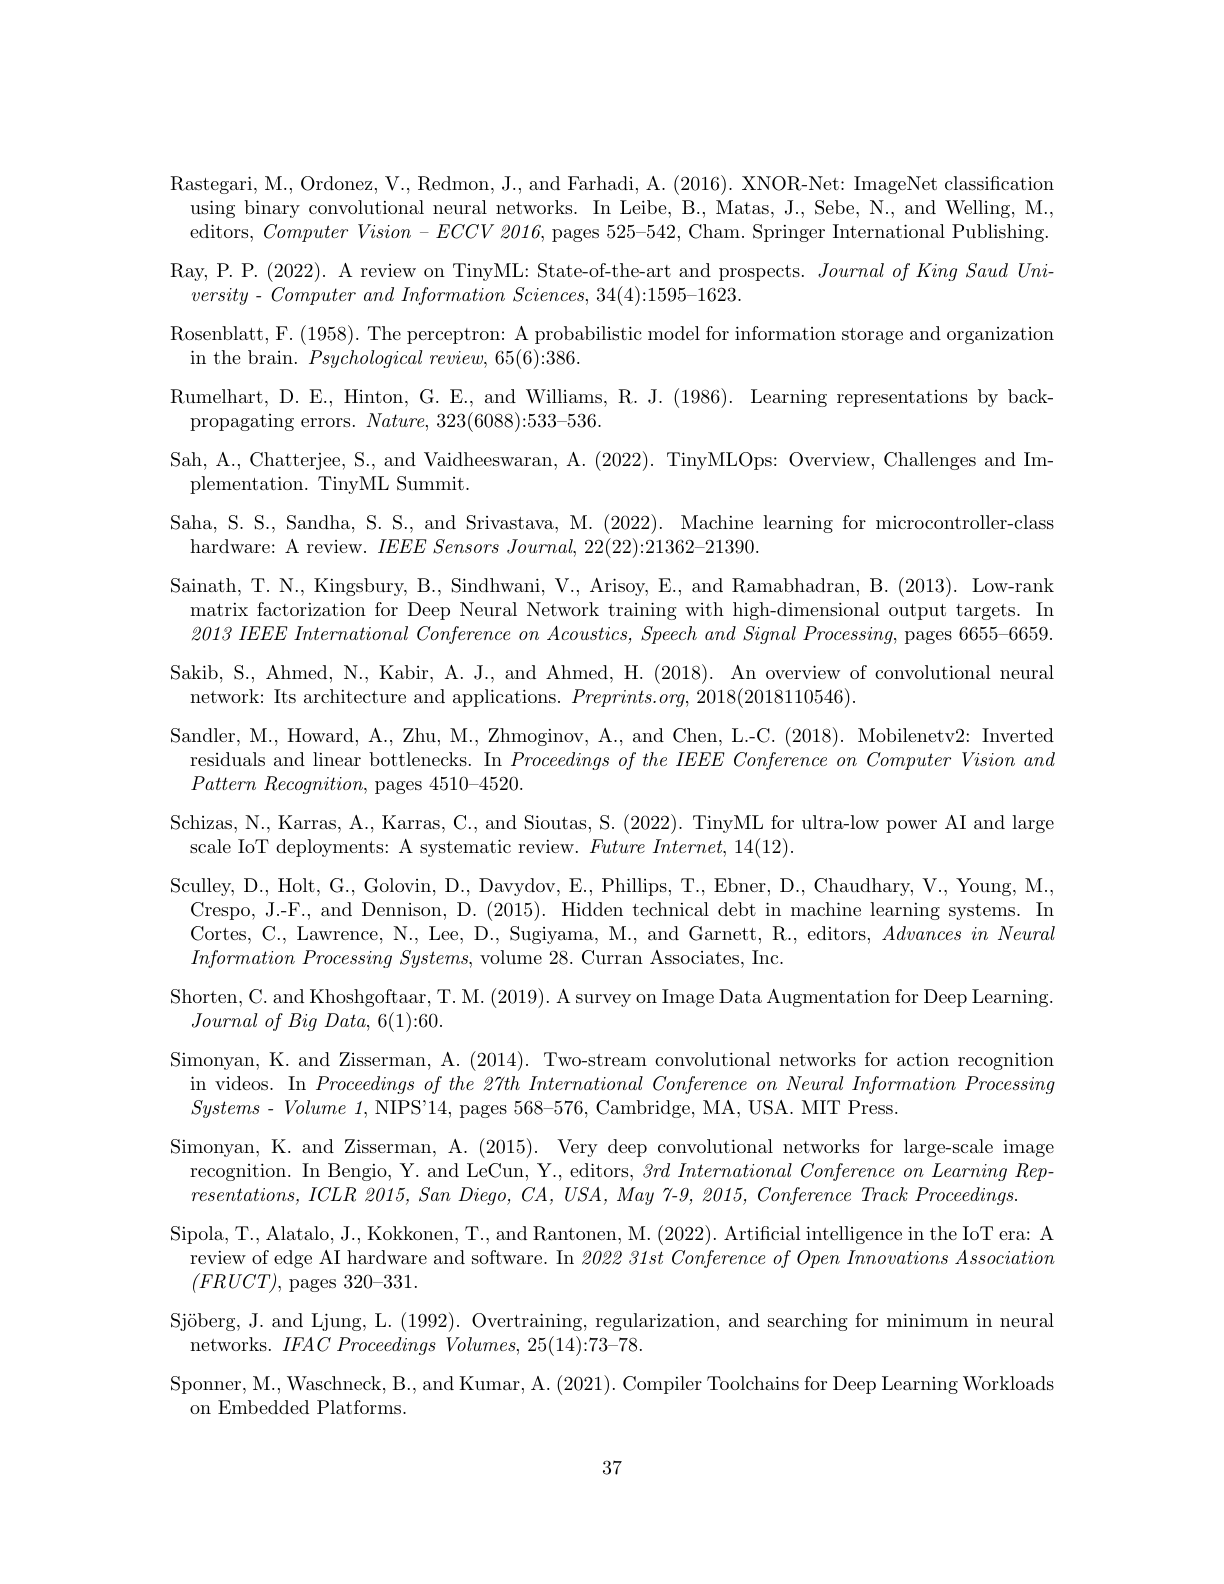 Rastegari, M., Ordonez, V., Redmon, J., and Farhadi, A. (2016). XNOR-Net: ImageNet classification
using binary convolutional neural networks. In Leibe, B., Matas, J., Sebe, N., and Welling, M.,
editors, Computer Vision – ECCV 2016, pages 525–542, Cham. Springer International Publishing.
Ray, P. P. (2022). A review on TinyML: State-of-the-art and prospects. Journal of King Saud Uni-
versity - Computer and Information Sciences, 34(4):1595–1623.
Rosenblatt, F. (1958). The perceptron: A probabilistic model for information storage and organization
in the brain. Psychological review, 65(6):386.
Rumelhart, D. E., Hinton, G. E., and Williams, R. J. (1986). Learning representations by back-
propagating errors. Nature, 323(6088):533–536.
Sah, A., Chatterjee, S., and Vaidheeswaran, A. (2022). TinyMLOps: Overview, Challenges and Im-
plementation. TinyML Summit.
Saha, S. S., Sandha, S. S., and Srivastava, M. (2022). Machine learning for microcontroller-class
hardware: A review. IEEE Sensors Journal, 22(22):21362–21390.
Sainath, T. N., Kingsbury, B., Sindhwani, V., Arisoy, E., and Ramabhadran, B. (2013). Low-rank
matrix factorization for Deep Neural Network training with high-dimensional output targets. In
2013 IEEE International Conference on Acoustics, Speech and Signal Processing, pages 6655–6659.
Sakib, S., Ahmed, N., Kabir, A. J., and Ahmed, H. (2018). An overview of convolutional neural
network: Its architecture and applications. Preprints.org, 2018(2018110546).
Sandler, M., Howard, A., Zhu, M., Zhmoginov, A., and Chen, L.-C. (2018). Mobilenetv2: Inverted
residuals and linear bottlenecks. In Proceedings of the IEEE Conference on Computer Vision and
Pattern Recognition, pages 4510–4520.
Schizas, N., Karras, A., Karras, C., and Sioutas, S. (2022). TinyML for ultra-low power AI and large
scale IoT deployments: A systematic review. Future Internet, 14(12).
Sculley, D., Holt, G., Golovin, D., Davydov, E., Phillips, T., Ebner, D., Chaudhary, V., Young, M.,
Crespo, J.-F., and Dennison, D. (2015). Hidden technical debt in machine learning systems. In
Cortes, C., Lawrence, N., Lee, D., Sugiyama, M., and Garnett, R., editors, Advances in Neural
Information Processing Systems, volume 28. Curran Associates, Inc.
Shorten, C. and Khoshgoftaar, T. M. (2019). A survey on Image Data Augmentation for Deep Learning.
Journal of Big Data, 6(1):60.
Simonyan, K. and Zisserman, A. (2014). Two-stream convolutional networks for action recognition
in videos. In Proceedings of the 27th International Conference on Neural Information Processing
Systems - Volume 1, NIPS'14, pages 568–576, Cambridge, MA, USA. MIT Press.
Simonyan, K. and Zisserman, A. (2015). Very deep convolutional networks for large-scale image
recognition. In Bengio, Y. and LeCun, Y., editors, 3rd International Conference on Learning Rep-
resentations, ICLR 2015, San Diego, CA, USA, May 7-9, 2015, Conference Track Proceedings.
Sipola, T., Alatalo, J., Kokkonen, T., and Rantonen, M. (2022). Artificial intelligence in the IoT era: A
review of edge AI hardware and software. In 2022 31st Conference of Open Innovations Association
(FRUCT), pages 320–331.
Sjöberg, J. and Ljung, L. (1992). Overtraining, regularization, and searching for minimum in neural
networks. IFAC Proceedings Volumes, 25(14):73–78.
Sponner, M., Waschneck, B., and Kumar, A. (2021). Compiler Toolchains for Deep Learning Workloads
on Embedded Platforms.
37